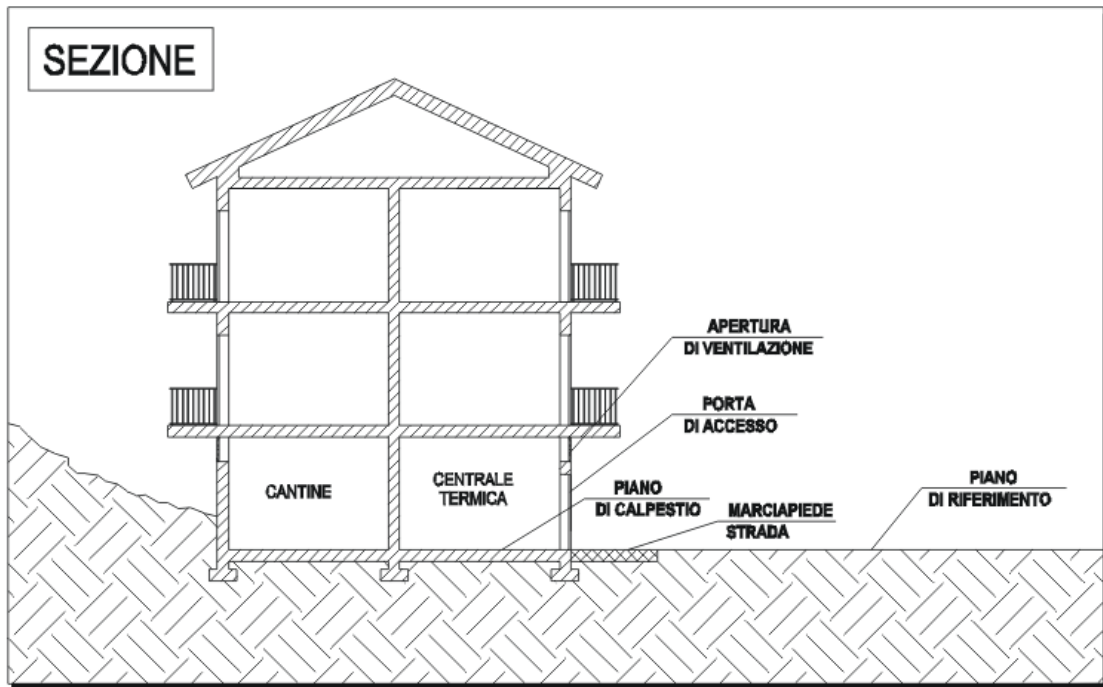 SEZIONE
APERTURA
DI VENTILAZIONE
PORTA
DI ACCESSO
CANTINE
CENTRALE
TERMICA
PIANO
DI CALPESTIO
MARCIAPIEDE
STRADA
PIANO
DI RIFERIMENTO